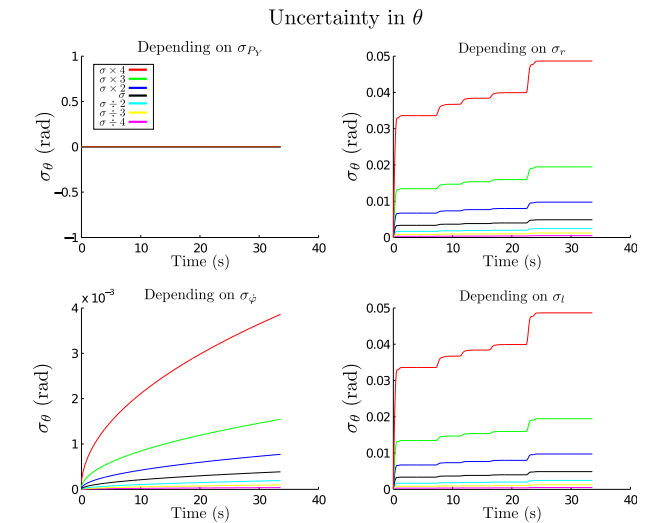 Uncertainty in θ
Depending on σ_{P_Y}
1
0.5
0
−0.5
−1
0
10
20
30
40
σ_θ (rad)
Time (s)
σ × 4
σ × 3
σ × 2
σ
σ ÷ 2
σ ÷ 3
σ ÷ 4
Depending on σ_r
0.05
0.04
0.03
0.02
0.01
0
0
10
20
30
40
σ_θ (rad)
Time (s)
Depending on σ_{φ̇}
x 10⁻³
4
3
2
1
0
0
10
20
30
40
σ_θ (rad)
Time (s)
Depending on σ_l
0.05
0.04
0.03
0.02
0.01
0
0
10
20
30
40
σ_θ (rad)
Time (s)